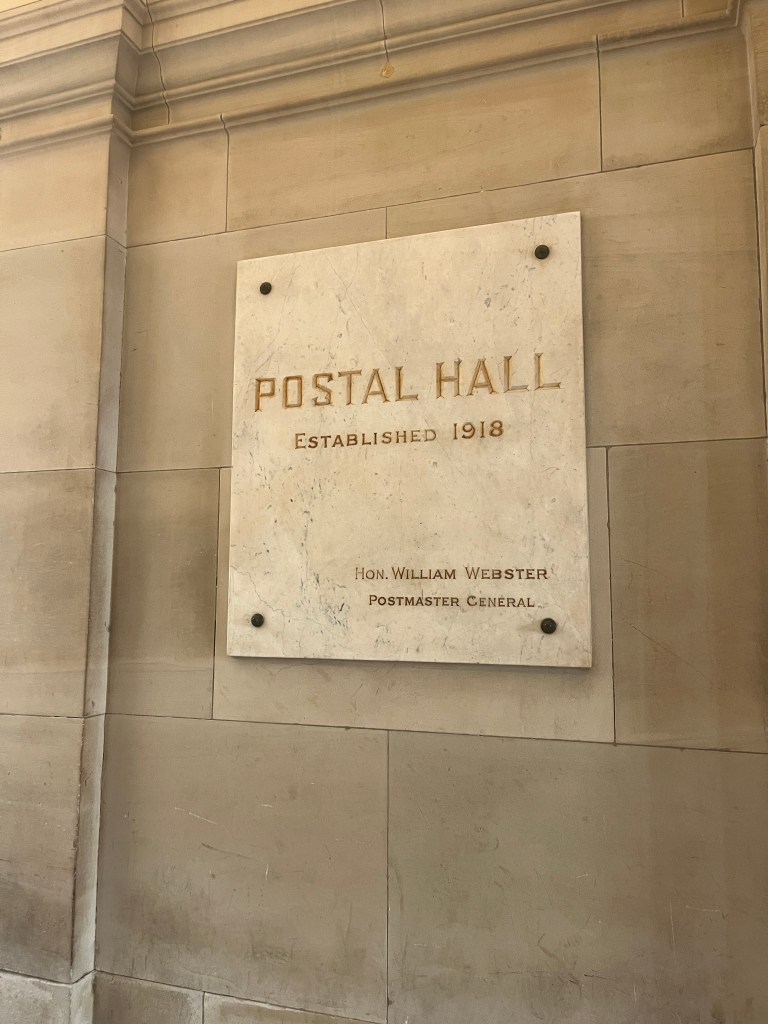 POSTAL HALL
ESTABLISHED 1918
HON. WILLIAM WEBSTER
POSTMASTER GENERAL